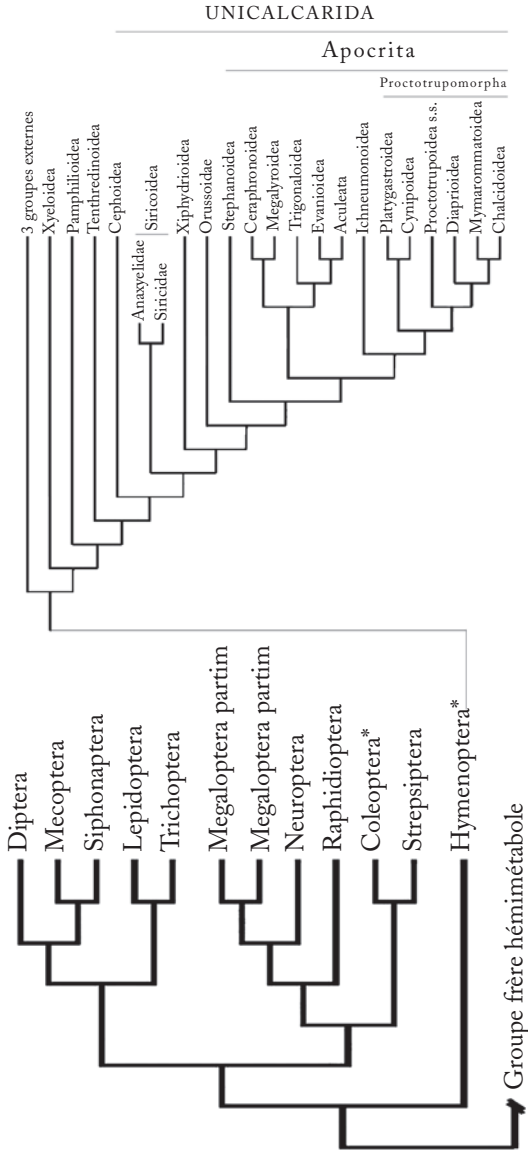 UNICALCARIDA
Apocrita
Proctotrupomorpha
3 groupes externes
Xyeloidea
Pamphilioidea
Tenthredinoidea
Cephoidea
Anaxyelidae
Siricidae
Siricoidea
Xiphydrioidea
Orussoidae
Stephanoidea
Ceraphronoidea
Megalyroidea
Trigonaloidea
Evanioidea
Aculeata
Ichneumonoidea
Platygastroidea
Cynipoidea
Proctotrupoidea s.s.
Diaprioidea
Mymarommatoidea
Chalcidoidea
Diptera
Mecoptera
Siphonaptera
Lepidoptera
Trichoptera
Megaloptera partim
Megaloptera partim
Neuroptera
Raphidioptera
Coleoptera*
Strepsiptera
Hymenoptera*
Groupe frère hémimétabole